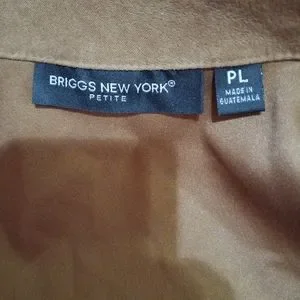 BRIGGS NEW YORK®
PETITE
PL
MADE IN
GUATEMALA